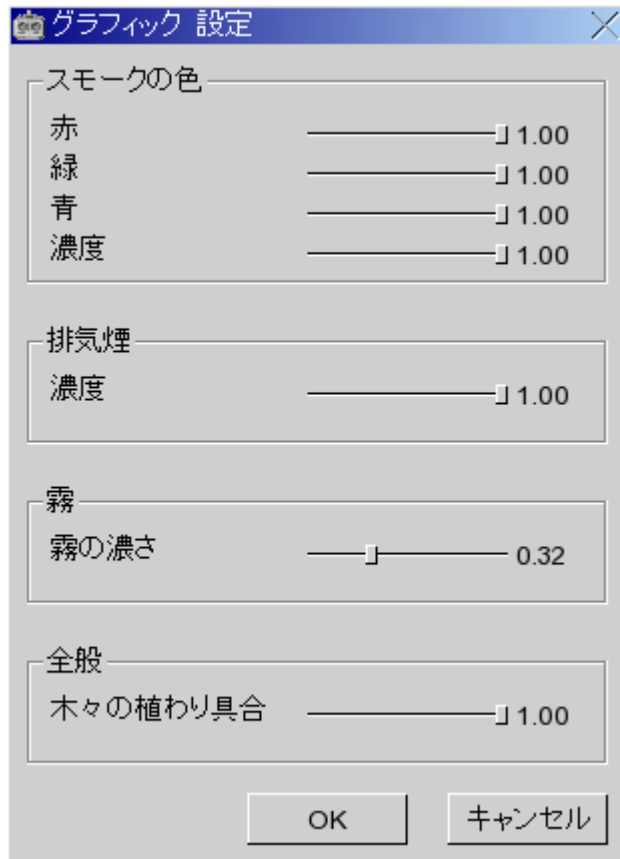 グラフィック 設定
スモークの色
赤 1.00
緑 1.00
青 1.00
濃度 1.00
排気煙
濃度 1.00
霧
霧の濃さ 0.32
全般
木々の植わり具合 1.00
OK キャンセル